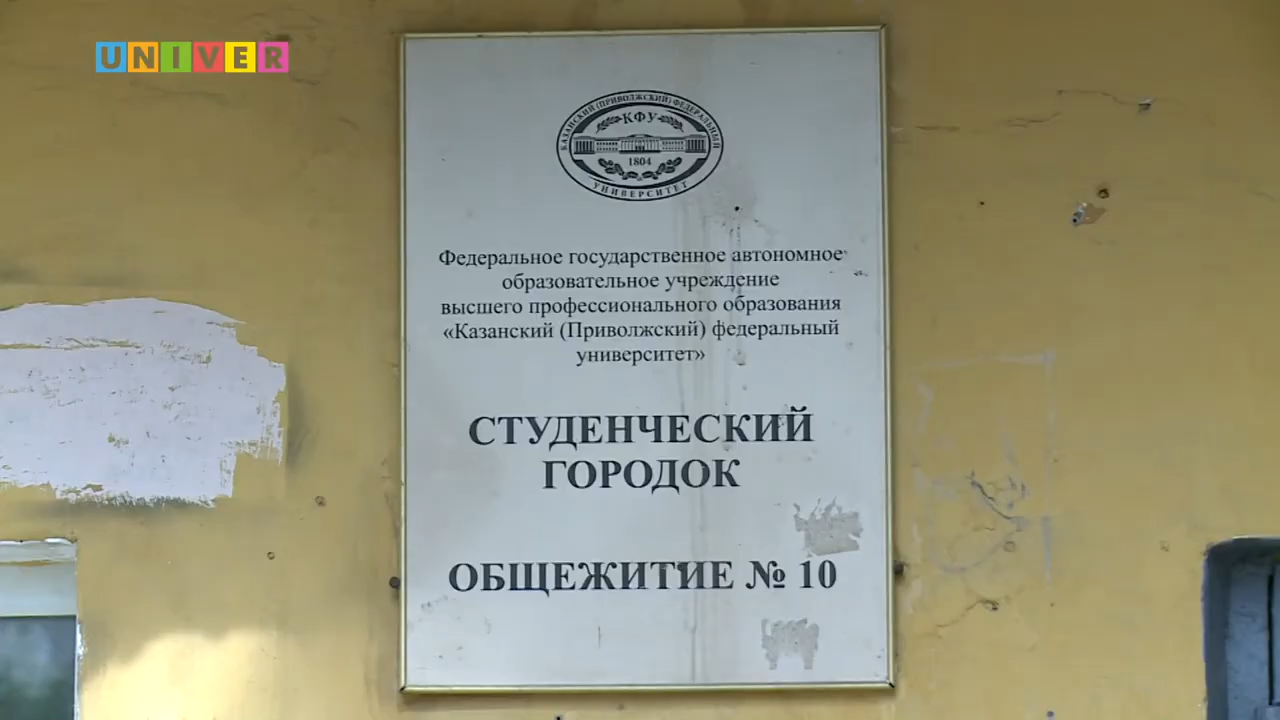 UNIVER
КАЗАНСКИЙ (ПРИВОЛЖСКИЙ) ФЕДЕРАЛЬНЫЙ
КФУ
1804
УНИВЕРСИТЕТ
Федеральное государственное автономное
образовательное учреждение
высшего профессионального образования
«Казанский (Приволжский) федеральный
университет»
СТУДЕНЧЕСКИЙ
ГОРОДОК
ОБЩЕЖИТИЕ № 10